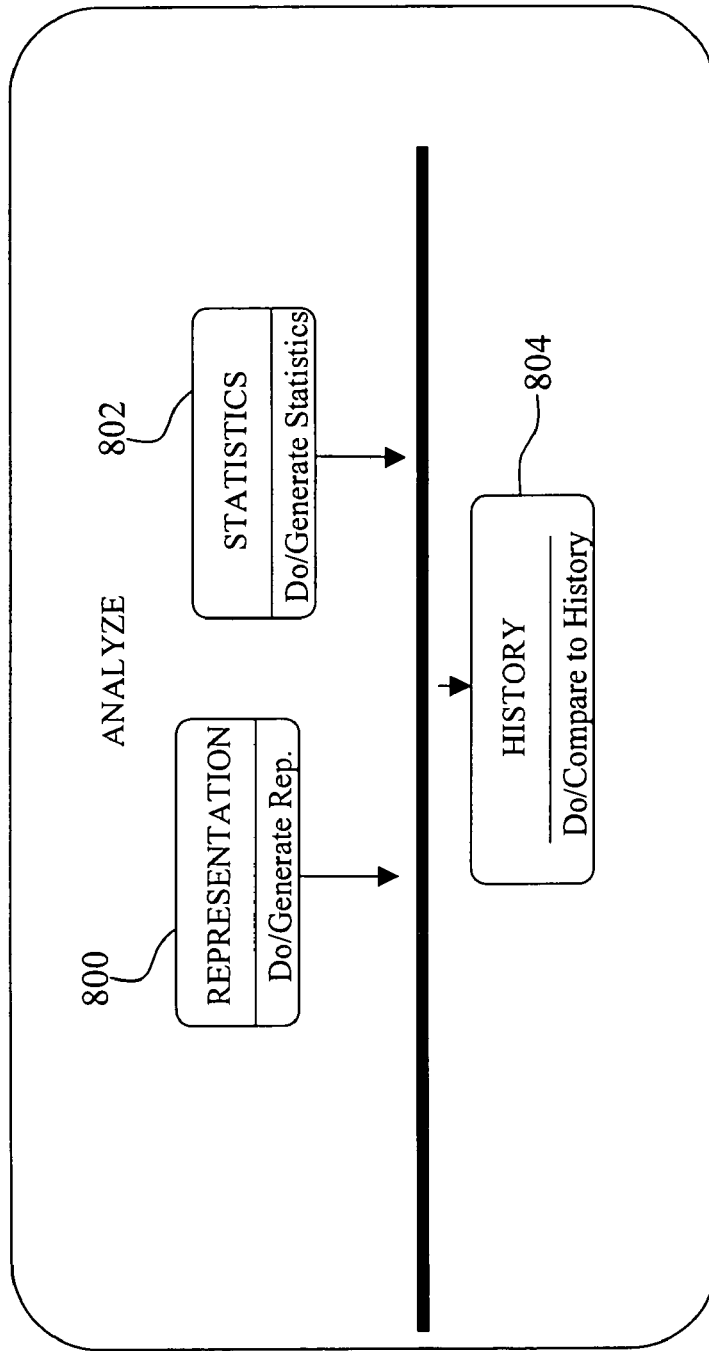 ANALYZE
800
REPRESENTATION
Do/Generate Rep.
802
STATISTICS
Do/Generate Statistics
804
HISTORY
Do/Compare to History